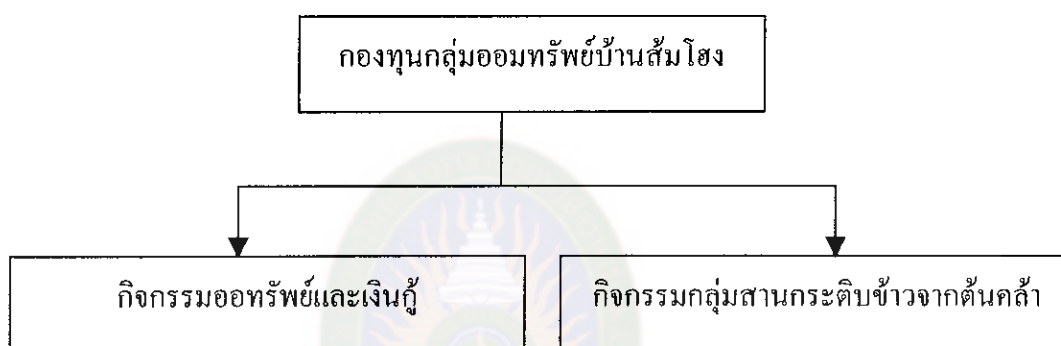 กองทุนกลุ่มออมทรัพย์บ้านส้มโฮง
กิจกรรมออทรัพย์และเงินกู้
กิจกรรมกลุ่มสานกระติบข้าวจากต้นคล้า